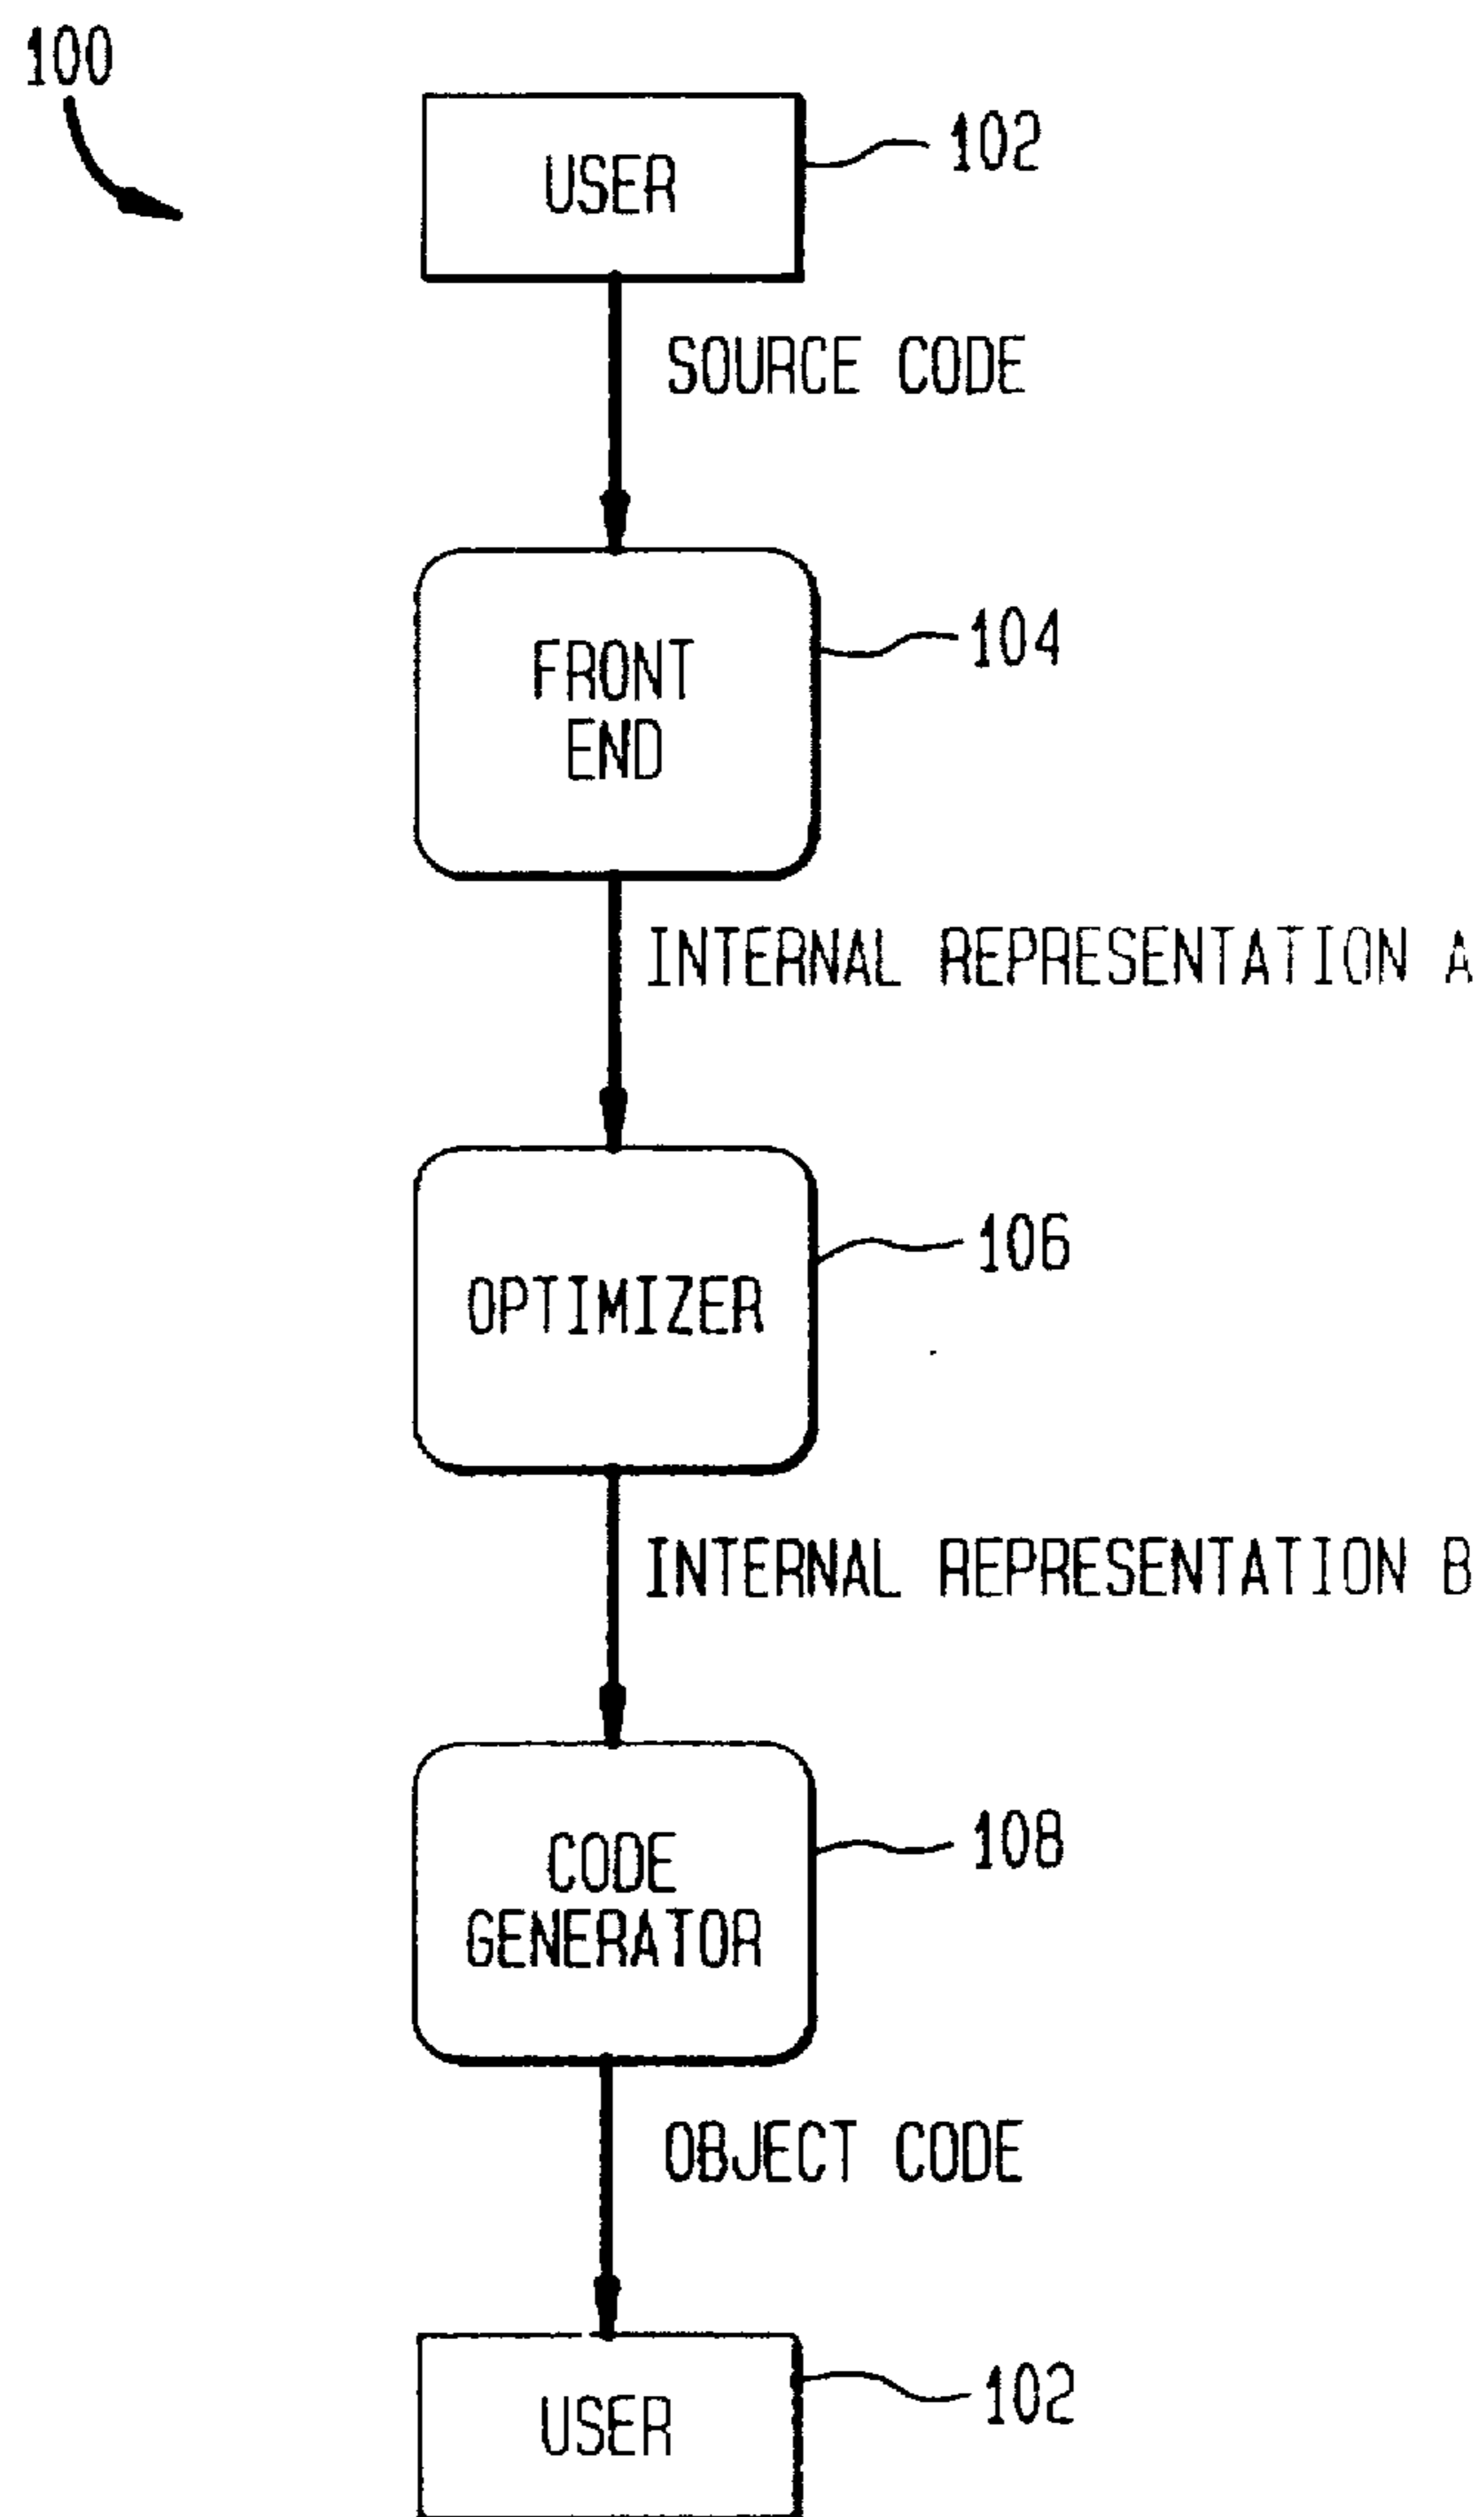 100
USER
102
SOURCE CODE
FRONT
END
104
INTERNAL REPRESENTATION A
OPTIMIZER
106
INTERNAL REPRESENTATION B
CODE
GENERATOR
108
OBJECT CODE
USER
102